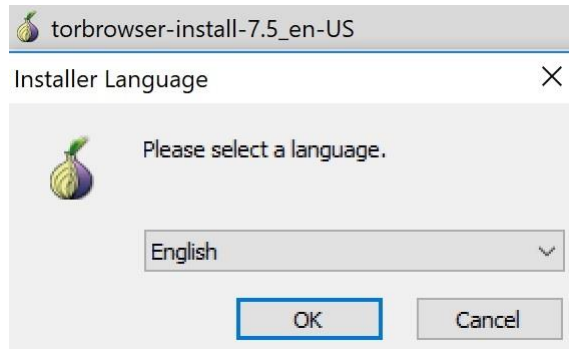 torbrowser-install-7.5_en-US
Installer Language
Please select a language.
English
OK Cancel